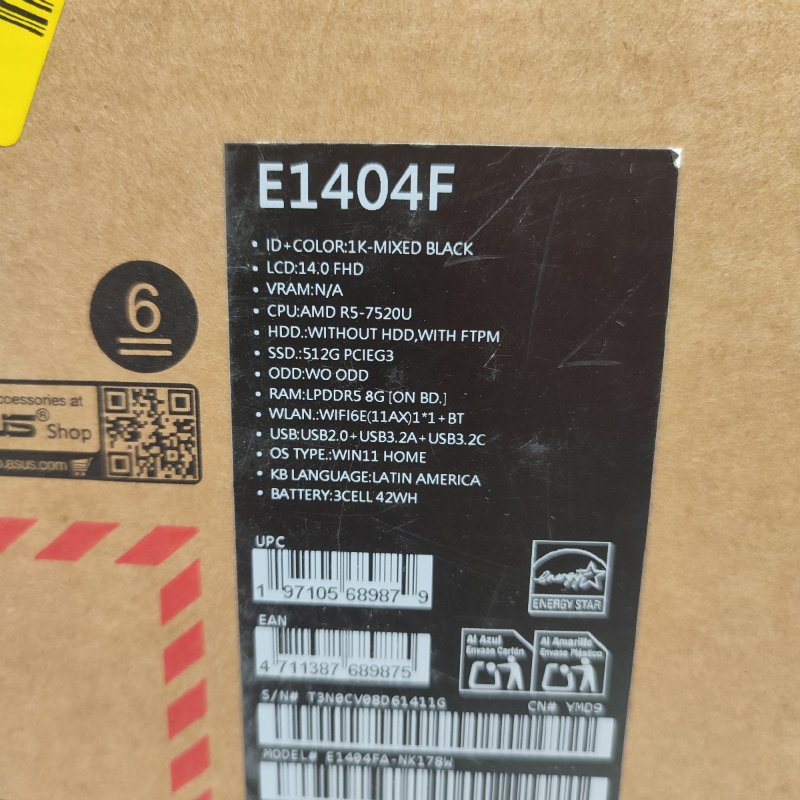 E1404F
• ID+COLOR:1K-MIXED BLACK
• LCD:14.0 FHD
• VRAM:N/A
• CPU:AMD R5-7520U
• HDD.:WITHOUT HDD,WITH FTPM
• SSD.:512G PCIEG3
• ODD:WO ODD
• RAM:LPDDR5 8G [ON BD.]
• WLAN.:WIFI6E(11AX)1*1+BT
• USB:USB2.0+USB3.2A+USB3.2C
• OS TYPE.:WIN11 HOME
• KB LANGUAGE:LATIN AMERICA
• BATTERY:3CELL 42WH
6
accessories at
Shop
.asus.com
UPC
1 97105 68987 9
ENERGY STAR
EAN
4 711387 689875
Al Azul
Envase Cartón
Al Amarillo
Envase Plástico
S/N# T3N0CV08D61411G
CN# YMD9
MODEL# E1404FA-NK178W